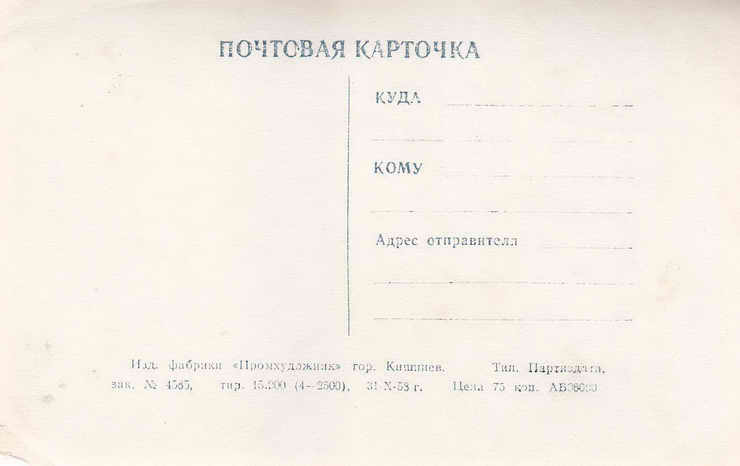 ПОЧТОВАЯ КАРТОЧКА
КУДА
КОМУ
Адрес отправителя
Изд. фабрики «Промхудожник» гор. Кишинев. Тип. Партиздата,
зак. № 4565, тир. 15.000 (4—2500), 31-X-53 г. Цена 75 коп.